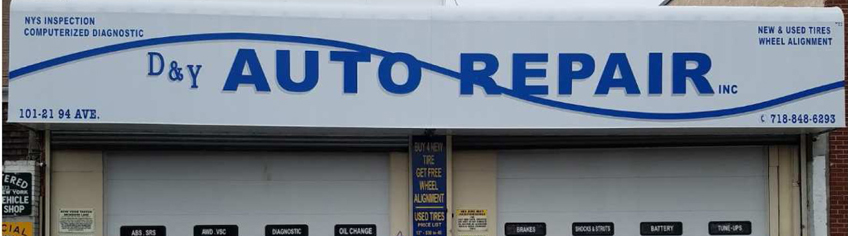 NYS INSPECTION
COMPUTERIZED DIAGNOSTIC
NEW & USED TIRES
WHEEL ALIGNMENT
D&Y AUTO REPAIR INC
101-21 94 AVE.
718-848-6293
BUY 4 NEW
TIRE
GET FREE
WHEEL
ALIGNMENT
USED TIRES
PRICE LIST
VEHICLE
SHOP
ABS . SRS
AWD . VSC
DIAGNOSTIC
OIL CHANGE
BRAKES
SHOCKS & STRUTS
BATTERY
TUNE-UPS